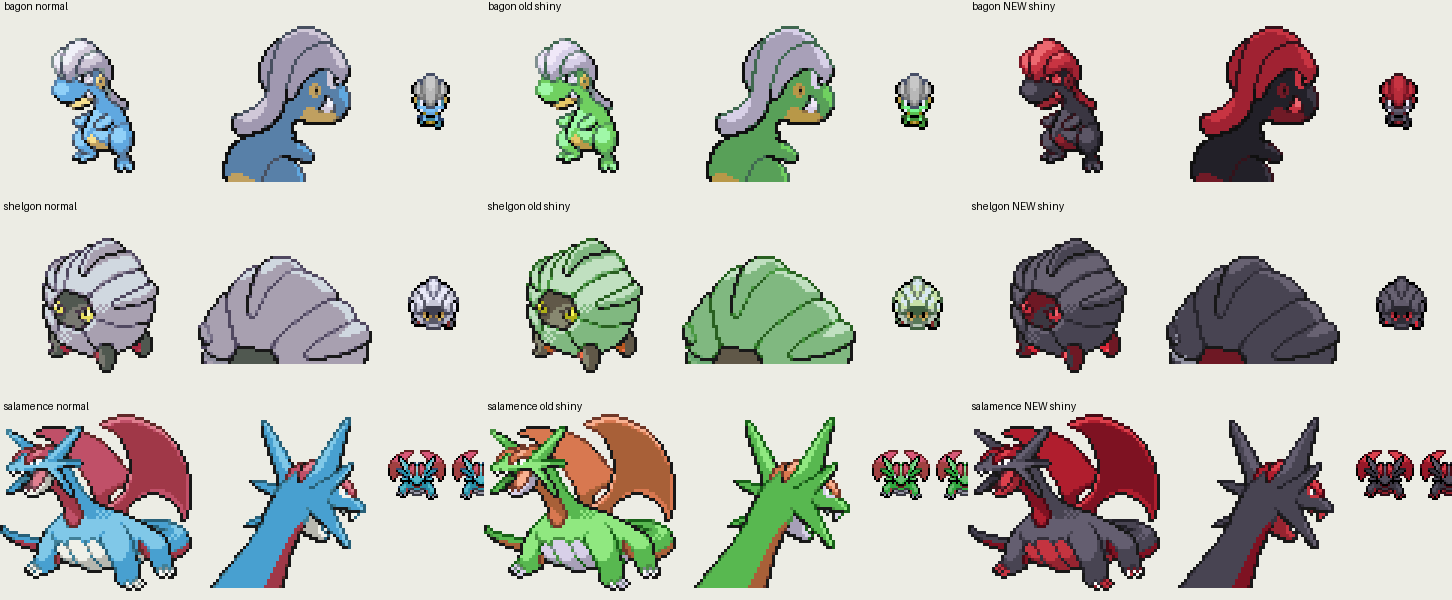 bagon normal
bagon old shiny
bagon NEW shiny
shelgon normal
shelgon old shiny
shelgon NEW shiny
salamence normal
salamence old shiny
salamence NEW shiny